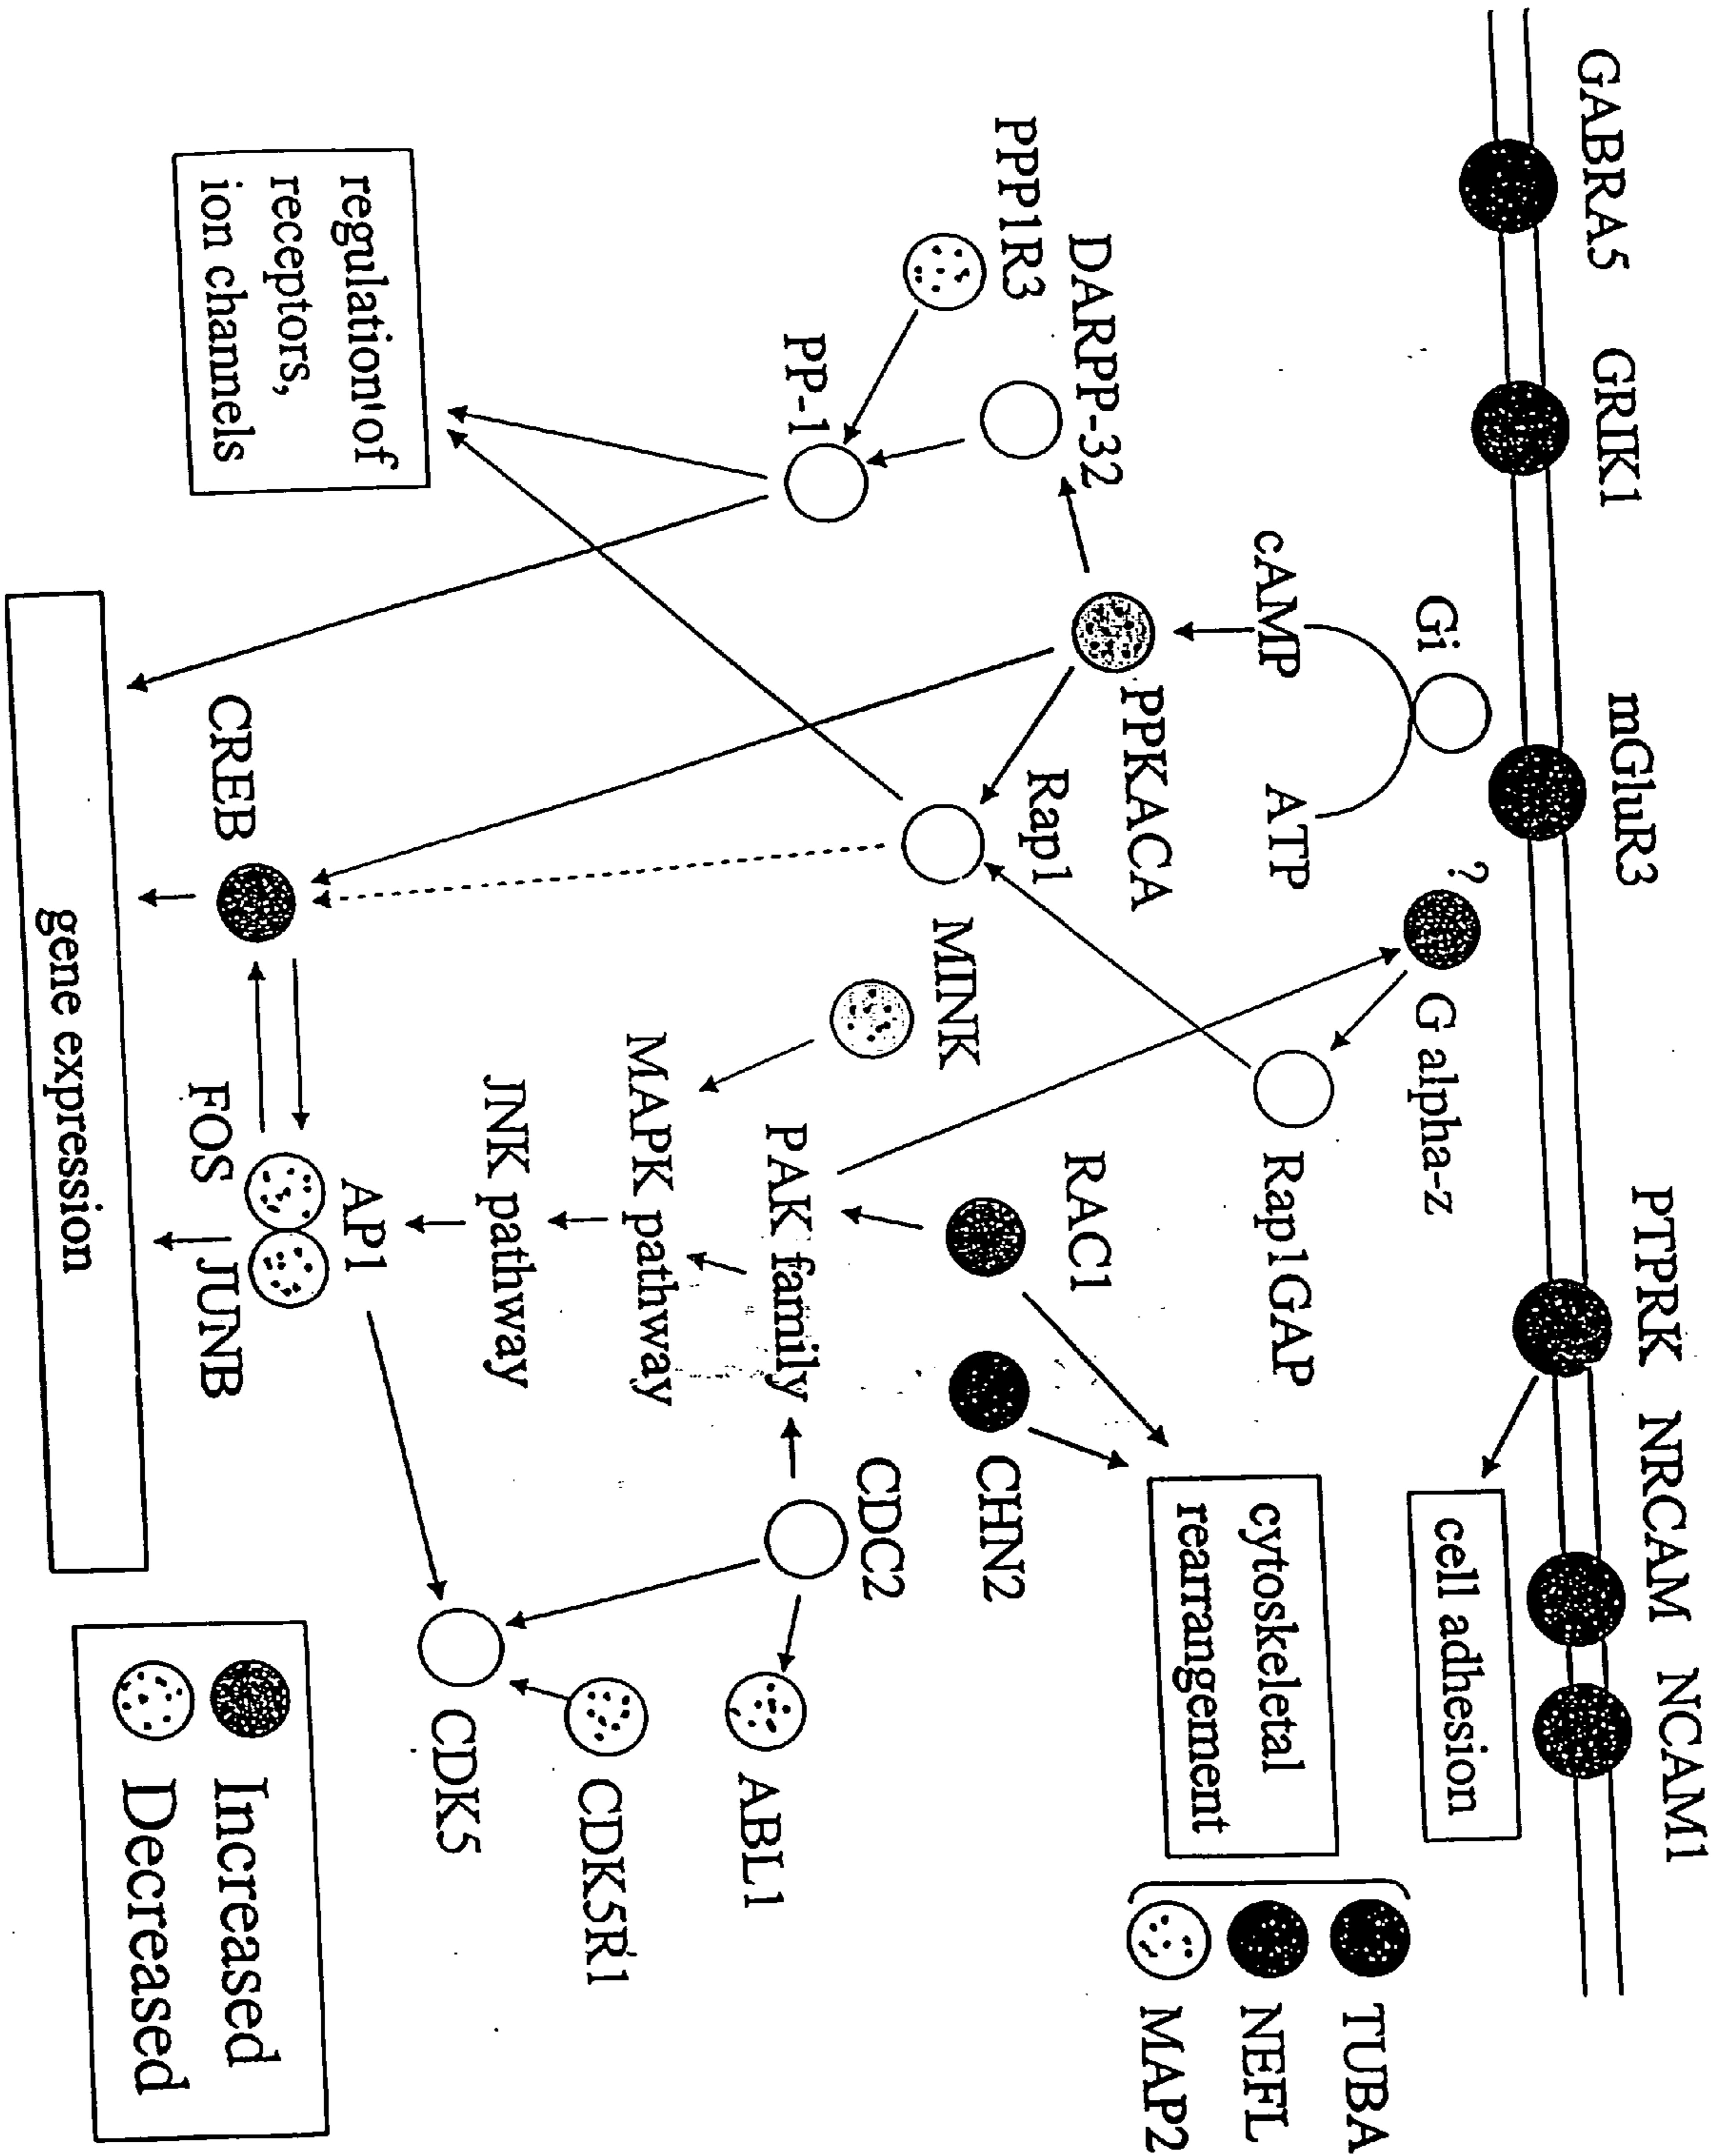 GABRA5
GRIK1
mGluR3
PTPRK
NRCAM
NCAM1
Gi
?
G alpha-z
cell adhesion
cAMP
ATP
Rap1GAP
cytoskeletal
rearrangement
TUBA
NEFL
MAP2
DARPP-32
PPKACA
PPP1R3
Rap1
RAC1
CHN2
PP-1
MINK
PAK family
CDC2
ABL1
MAPK pathway
CDK5R1
JNK pathway
CDK5
regulation of
receptors,
ion channels
AP1
CREB
FOS
JUNB
gene expression
Increased
Decreased